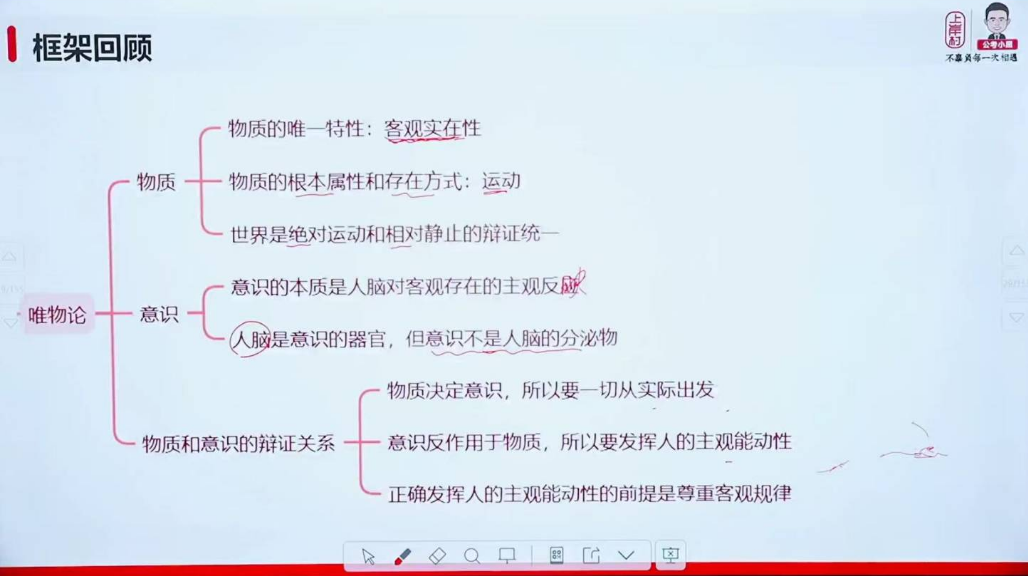 框架回顾
上岸村
公考小周
不辜负每一次相遇
物质的唯一特性：客观实在性
物质
物质的根本属性和存在方式：运动
世界是绝对运动和相对静止的辩证统一
意识的本质是人脑对客观存在的主观反
唯物论
意识
人脑是意识的器官，但意识不是人脑的分泌物
物质决定意识，所以要一切从实际出发
物质和意识的辩证关系
意识反作用于物质，所以要发挥人的主观能动性
正确发挥人的主观能动性的前提是尊重客观规律